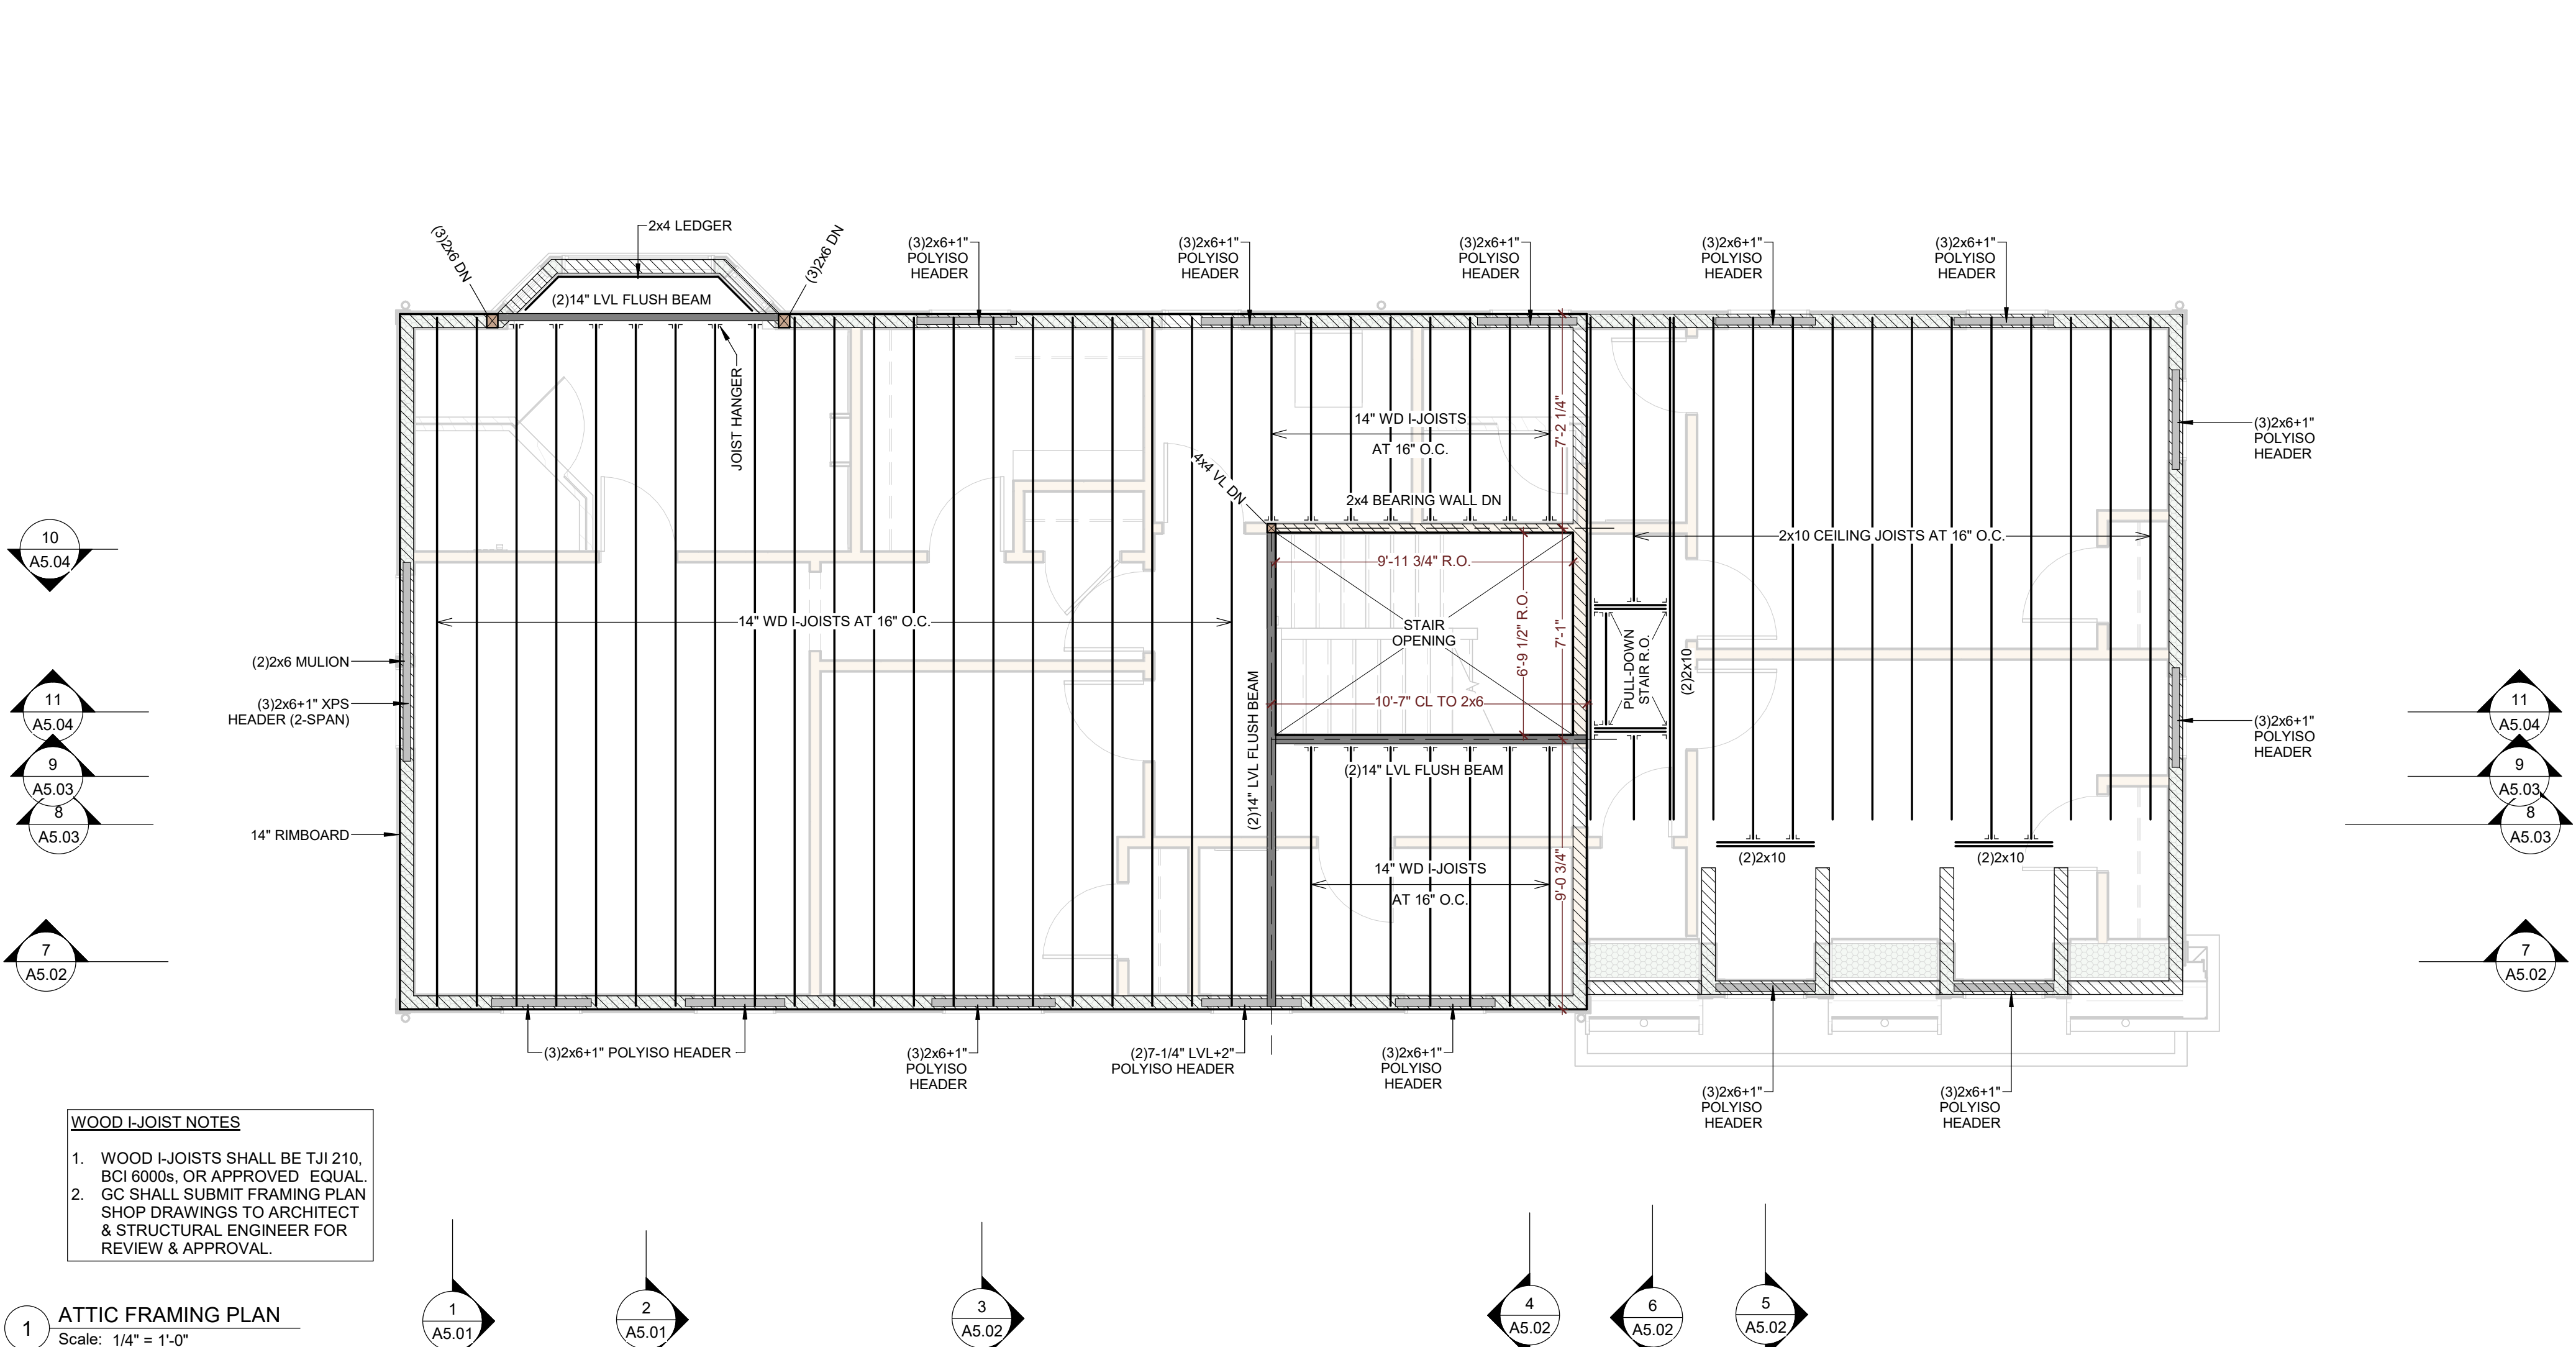 2x4 LEDGER
(3)2x6 DN
(3)2x6 DN
(3)2x6+1"
POLYISO
HEADER
(3)2x6+1"
POLYISO
HEADER
(3)2x6+1"
POLYISO
HEADER
(3)2x6+1"
POLYISO
HEADER
(3)2x6+1"
POLYISO
HEADER
(2)14" LVL FLUSH BEAM
JOIST HANGER
14" WD I-JOISTS
AT 16" O.C.
7'-2 1/4"
(3)2x6+1"
POLYISO
HEADER
4x4 VL DN
2x4 BEARING WALL DN
10
A5.04
2x10 CEILING JOISTS AT 16" O.C.
9'-11 3/4" R.O.
14" WD I-JOISTS AT 16" O.C.
STAIR
OPENING
6'-9 1/2" R.O.
7'-1"
PULL-DOWN
STAIR R.O.
(2)2x10
(2)2x6 MULION
(3)2x6+1" XPS
HEADER (2-SPAN)
10'-7" CL TO 2x6
(3)2x6+1"
POLYISO
HEADER
11
A5.04
11
A5.04
(2)14" LVL FLUSH BEAM
(2)14" LVL FLUSH BEAM
9
A5.03
9
A5.03
8
A5.03
8
A5.03
14" RIMBOARD
(2)2x10
(2)2x10
14" WD I-JOISTS
AT 16" O.C.
9'-0 3/4"
7
A5.02
7
A5.02
(3)2x6+1" POLYISO HEADER
(3)2x6+1"
POLYISO
HEADER
(2)7-1/4" LVL+2"
POLYISO HEADER
(3)2x6+1"
POLYISO
HEADER
(3)2x6+1"
POLYISO
HEADER
(3)2x6+1"
POLYISO
HEADER
WOOD I-JOIST NOTES
1. WOOD I-JOISTS SHALL BE TJI 210,
BCI 6000s, OR APPROVED EQUAL.
2. GC SHALL SUBMIT FRAMING PLAN
SHOP DRAWINGS TO ARCHITECT
& STRUCTURAL ENGINEER FOR
REVIEW & APPROVAL.
1
A5.01
2
A5.01
3
A5.02
4
A5.02
6
A5.02
5
A5.02
1
ATTIC FRAMING PLAN
Scale: 1/4" = 1'-0"